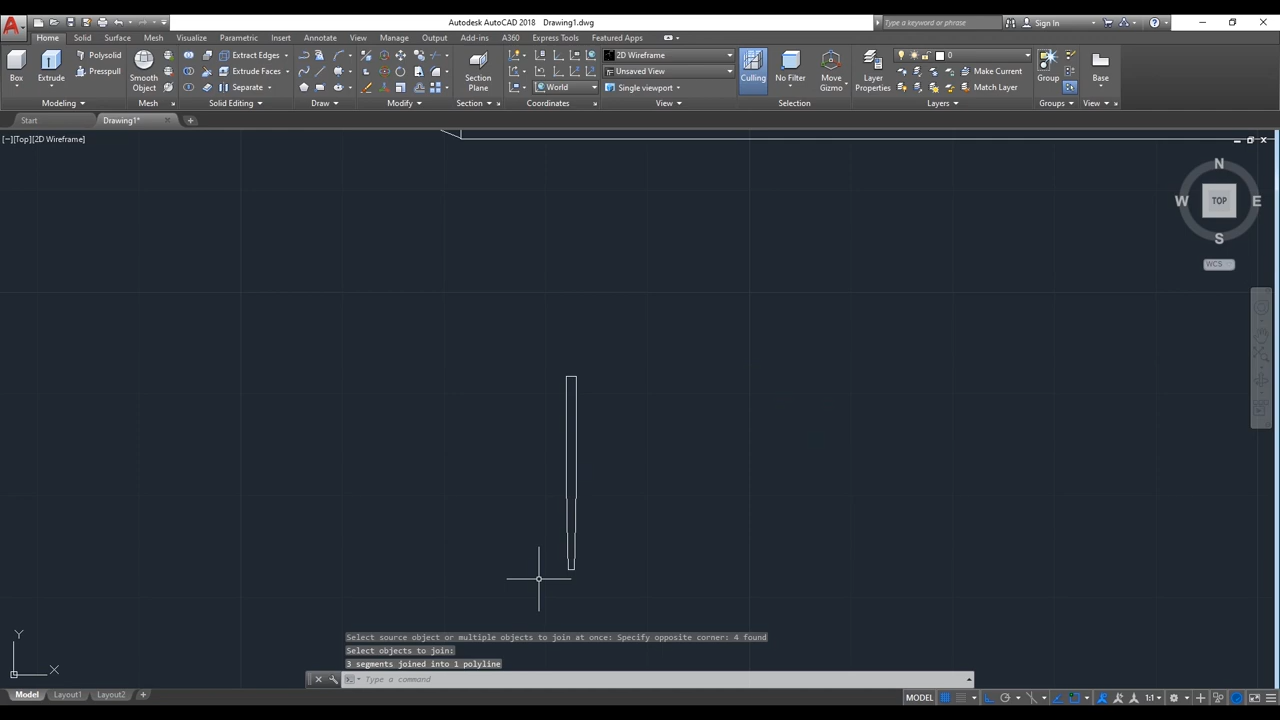 Autodesk AutoCAD 2018 Drawing1.dwg
Type a keyword or phrase
Sign In
Home Solid Surface Mesh Visualize Parametric Insert Annotate View Manage Output Add-ins A360 Express Tools Featured Apps
Box
Extrude
Polysolid
Presspull
Smooth
Object
Extract Edges
Extrude Faces
Separate
Section
Plane
World
2D Wireframe
Unsaved View
Single viewport
Culling
No Filter
Move
Gizmo
Layer
Properties
0
Make Current
Match Layer
Group
Base
Modeling
Mesh
Solid Editing
Draw
Modify
Section
Coordinates
View
Selection
Layers
Groups
View
Start
Drawing1*
[−][Top][2D Wireframe]
N
W
TOP
E
S
WCS
Y
X
Select source object or multiple objects to join at once: Specify opposite corner: 4 found
Select objects to join:
3 segments joined into 1 polyline
Type a command
Model Layout1 Layout2
MODEL
1:1